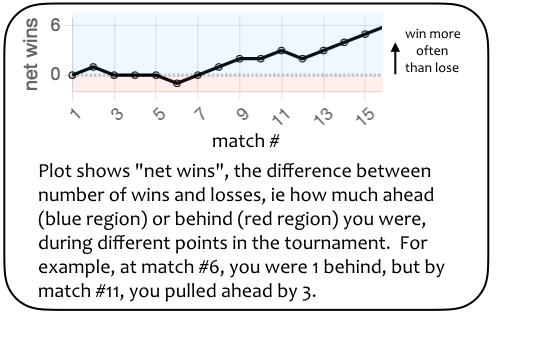 net wins
6
0
1
3
5
7
9
11
13
15
match #
win more
often
than lose
Plot shows "net wins", the difference between
number of wins and losses, ie how much ahead
(blue region) or behind (red region) you were,
during different points in the tournament. For
example, at match #6, you were 1 behind, but by
match #11, you pulled ahead by 3.